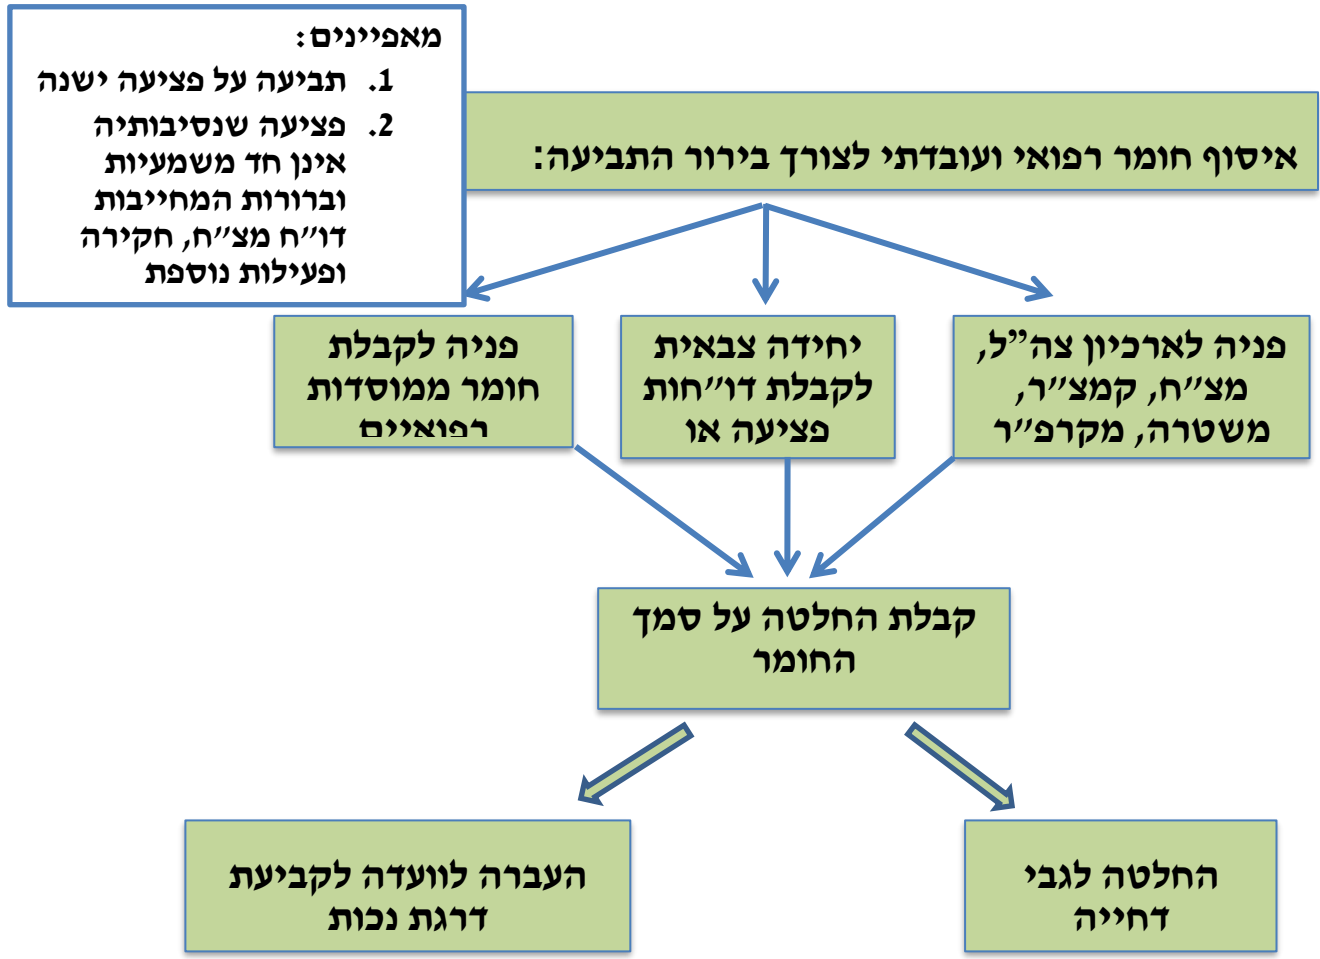 מאפיינים:
1. תביעה על פציעה ישנה
2. פציעה שנסיבותיה
אינן חד משמעיות
וברורות המחייבות
דו״ח מצ״ח, חקירה
ופעילות נוספת
איסוף חומר רפואי ועובדתי לצורך בירור התביעה:
פניה לארכיון צה”ל,
מצ״ח, קמצ״ר,
משטרה, מקרפ״ר
יחידה צבאית
לקבלת דו״חות
פציעה או
פניה לקבלת
חומר ממוסדות
רפואיים
קבלת החלטה על סמך
החומר
החלטה לגבי
דחייה
העברה לוועדה לקביעת
דרגת נכות